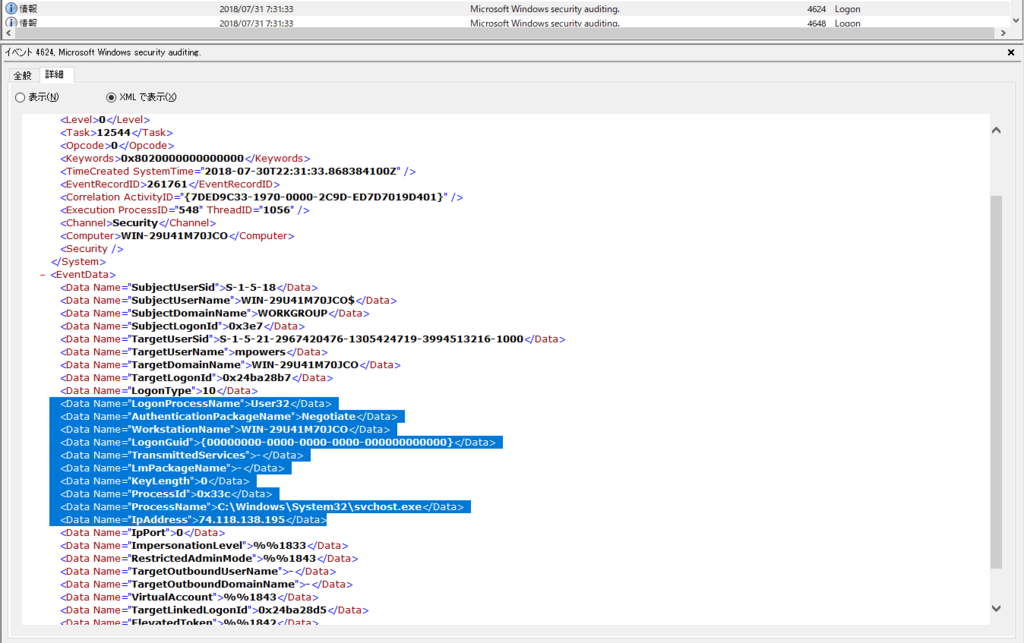 情報 2018/07/31 7:31:33 Microsoft Windows security auditing. 4624 Logon
情報 2018/07/31 7:31:33 Microsoft Windows security auditing. 4648 Logon
イベント 4624, Microsoft Windows security auditing.
全般 詳細
表示(N) XML で表示(X)
<Level>0</Level>
<Task>12544</Task>
<Opcode>0</Opcode>
<Keywords>0x8020000000000000</Keywords>
<TimeCreated SystemTime="2018-07-30T22:31:33.868384100Z" />
<EventRecordID>261761</EventRecordID>
<Correlation ActivityID="{7DED9C33-1970-0000-2C9D-ED7D7019D401}" />
<Execution ProcessID="548" ThreadID="1056" />
<Channel>Security</Channel>
<Computer>WIN-29U41M70JCO</Computer>
<Security />
</System>
- <EventData>
<Data Name="SubjectUserSid">S-1-5-18</Data>
<Data Name="SubjectUserName">WIN-29U41M70JCO$</Data>
<Data Name="SubjectDomainName">WORKGROUP</Data>
<Data Name="SubjectLogonId">0x3e7</Data>
<Data Name="TargetUserSid">S-1-5-21-2967420476-1305424719-3994513216-1000</Data>
<Data Name="TargetUserName">mpowers</Data>
<Data Name="TargetDomainName">WIN-29U41M70JCO</Data>
<Data Name="TargetLogonId">0x24ba28b7</Data>
<Data Name="LogonType">10</Data>
<Data Name="LogonProcessName">User32</Data>
<Data Name="AuthenticationPackageName">Negotiate</Data>
<Data Name="WorkstationName">WIN-29U41M70JCO</Data>
<Data Name="LogonGuid">{00000000-0000-0000-0000-000000000000}</Data>
<Data Name="TransmittedServices">-</Data>
<Data Name="LmPackageName">-</Data>
<Data Name="KeyLength">0</Data>
<Data Name="ProcessId">0x33c</Data>
<Data Name="ProcessName">C:\Windows\System32\svchost.exe</Data>
<Data Name="IpAddress">74.118.138.195</Data>
<Data Name="IpPort">0</Data>
<Data Name="ImpersonationLevel">%%1833</Data>
<Data Name="RestrictedAdminMode">%%1843</Data>
<Data Name="TargetOutboundUserName">-</Data>
<Data Name="TargetOutboundDomainName">-</Data>
<Data Name="VirtualAccount">%%1843</Data>
<Data Name="TargetLinkedLogonId">0x24ba28d5</Data>
<Data Name="ElevatedToken">%%1842</Data>